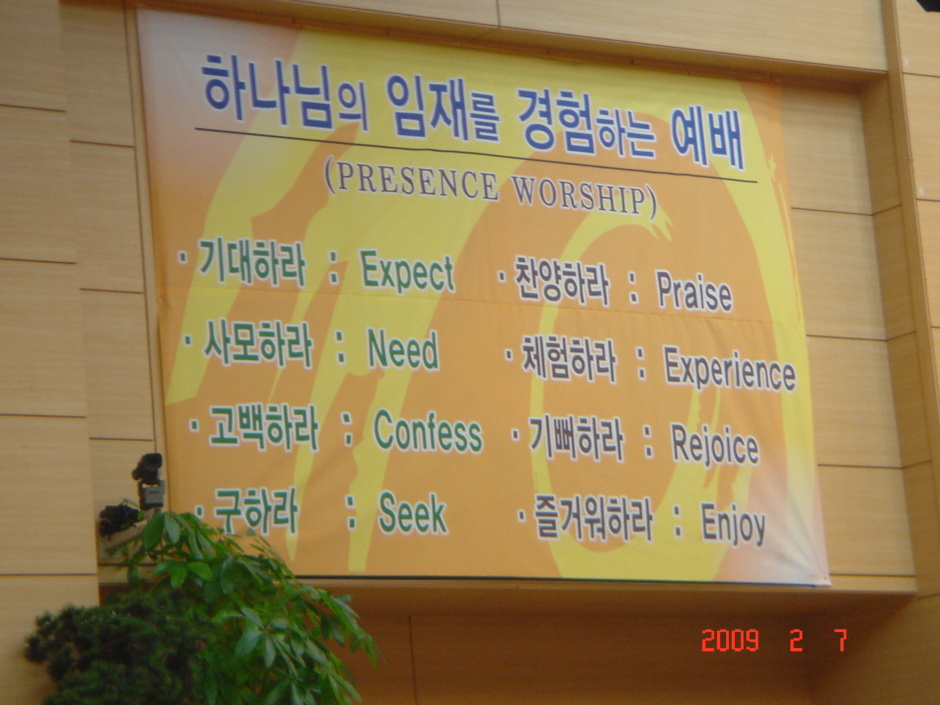 하나님의 임재를 경험하는 예배
(PRESENCE WORSHIP)
· 기대하라 : Expect
· 사모하라 : Need
· 고백하라 : Confess
· 구하라 : Seek
· 찬양하라 : Praise
· 체험하라 : Experience
· 기뻐하라 : Rejoice
· 즐거워하라 : Enjoy
2009 2 7